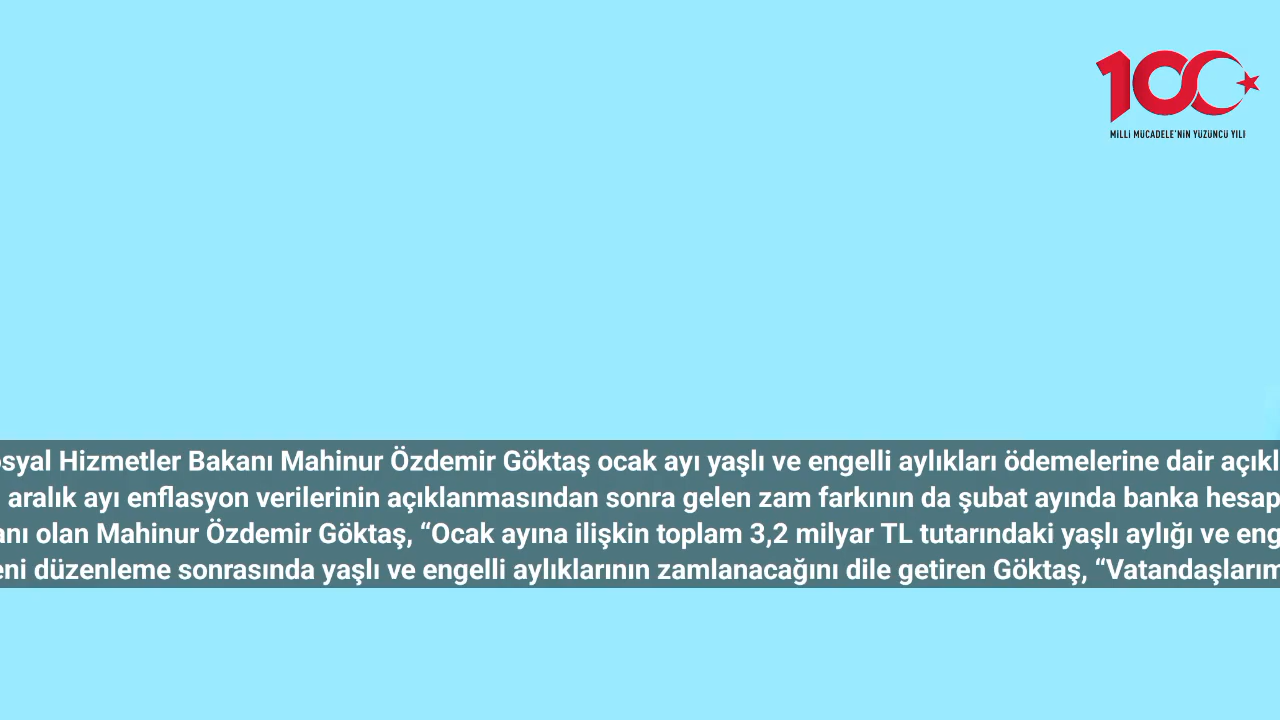 100
MİLLİ MÜCADELE'NİN YÜZÜNCÜ YILI
osyal Hizmetler Bakanı Mahinur Özdemir Göktaş ocak ayı yaşlı ve engelli aylıkları ödemelerine dair açıkl
aralık ayı enflasyon verilerinin açıklanmasından sonra gelen zam farkının da şubat ayında banka hesap
anı olan Mahinur Özdemir Göktaş, “Ocak ayına ilişkin toplam 3,2 milyar TL tutarındaki yaşlı aylığı ve eng
eni düzenleme sonrasında yaşlı ve engelli aylıklarının zamlanacağını dile getiren Göktaş, “Vatandaşlarım